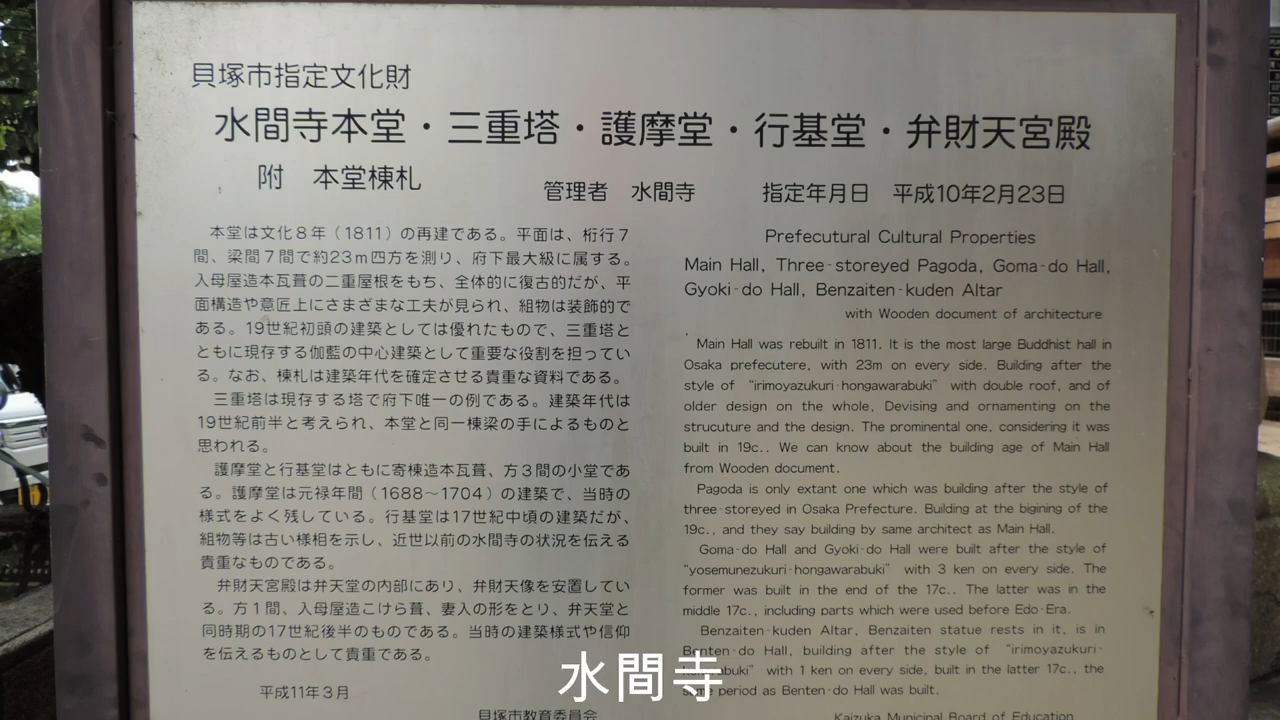 貝塚市指定文化財
水間寺本堂・三重塔・護摩堂・行基堂・弁財天宮殿
附　本堂棟札
管理者　水間寺　　指定年月日　平成10年2月23日
本堂は文化8年（1811）の再建である。平面は、桁行7
間、梁間7間で約23m四方を測り、府下最大級に属する。
入母屋造本瓦葺の二重屋根をもち、全体的に復古的だが、平
面構造や意匠上にさまざまな工夫が見られ、組物は装飾的で
ある。19世紀初頭の建築としては優れたもので、三重塔と
ともに現存する伽藍の中心建築として重要な役割を担ってい
る。なお、棟札は建築年代を確定させる貴重な資料である。
三重塔は現存する塔で府下唯一の例である。建築年代は
19世紀前半と考えられ、本堂と同一棟梁の手によるものと
思われる。
護摩堂と行基堂はともに寄棟造本瓦葺、方3間の小堂であ
る。護摩堂は元禄年間（1688～1704）の建築で、当時の
様式をよく残している。行基堂は17世紀中頃の建築だが、
組物等は古い様相を示し、近世以前の水間寺の状況を伝える
貴重なものである。
弁財天宮殿は弁天堂の内部にあり、弁財天像を安置してい
る。方1間、入母屋造こけら葺、妻入の形をとり、弁天堂と
同時期の17世紀後半のものである。当時の建築様式や信仰
を伝えるものとして貴重である。
平成11年3月
貝塚市教育委員会
Prefecutural Cultural Properties
Main Hall, Three-storeyed Pagoda, Goma-do Hall,
Gyoki-do Hall, Benzaiten-kuden Altar
with Wooden document of architecture
Main Hall was rebuilt in 1811. It is the most large Buddhist hall in
Osaka prefecutere, with 23m on every side. Building after the
style of “irimoyazukuri-hongawarabuki” with double roof, and of
older design on the whole, Devising and ornamenting on the
strucuture and the design. The prominental one, considering it was
built in 19c.. We can know about the building age of Main Hall
from Wooden document.
Pagoda is only extant one which was building after the style of
three-storeyed in Osaka Prefecture. Building at the bigining of the
19c., and they say building by same architect as Main Hall.
Goma-do Hall and Gyoki-do Hall were built after the style of
“yosemunezukuri-hongawarabuki” with 3 ken on every side. The
former was built in the end of the 17c.. The latter was in the
middle 17c., including parts which were used before Edo-Era.
Benzaiten-kuden Altar, Benzaiten statue rests in it, is in
Benten-do Hall, building after the style of “irimoyazukuri-
abuki” with 1 ken on every side, built in the latter 17c., the
same period as Benten-do Hall was built.
Kaizuka Municipal Board of Education
水間寺